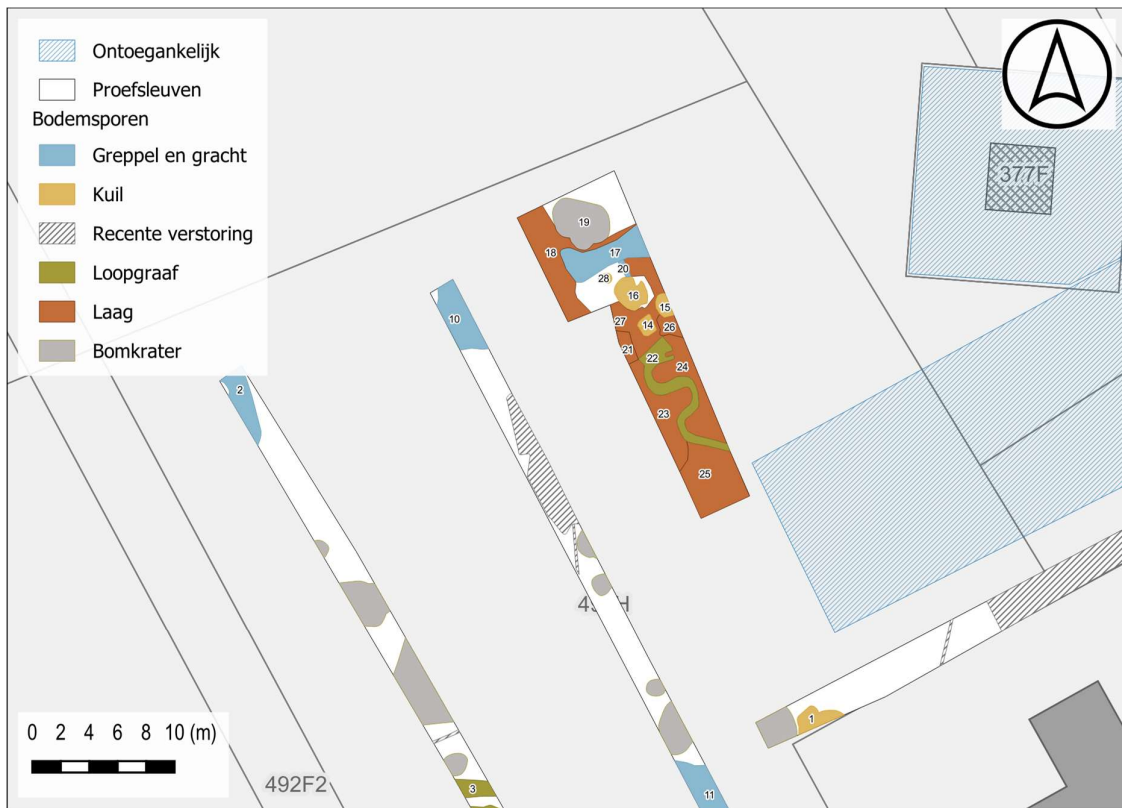 Ontoegankelijk
Proefsleuven
Bodemsporen
Greppel en gracht
Kuil
Recente verstoring
Loopgraaf
Laag
Bomkrater
377F
19
18
17
20
28
16
15
10
27
14
26
21
22
24
2
23
25
1
0 2 4 6 8 10 (m)
492F2
3
11